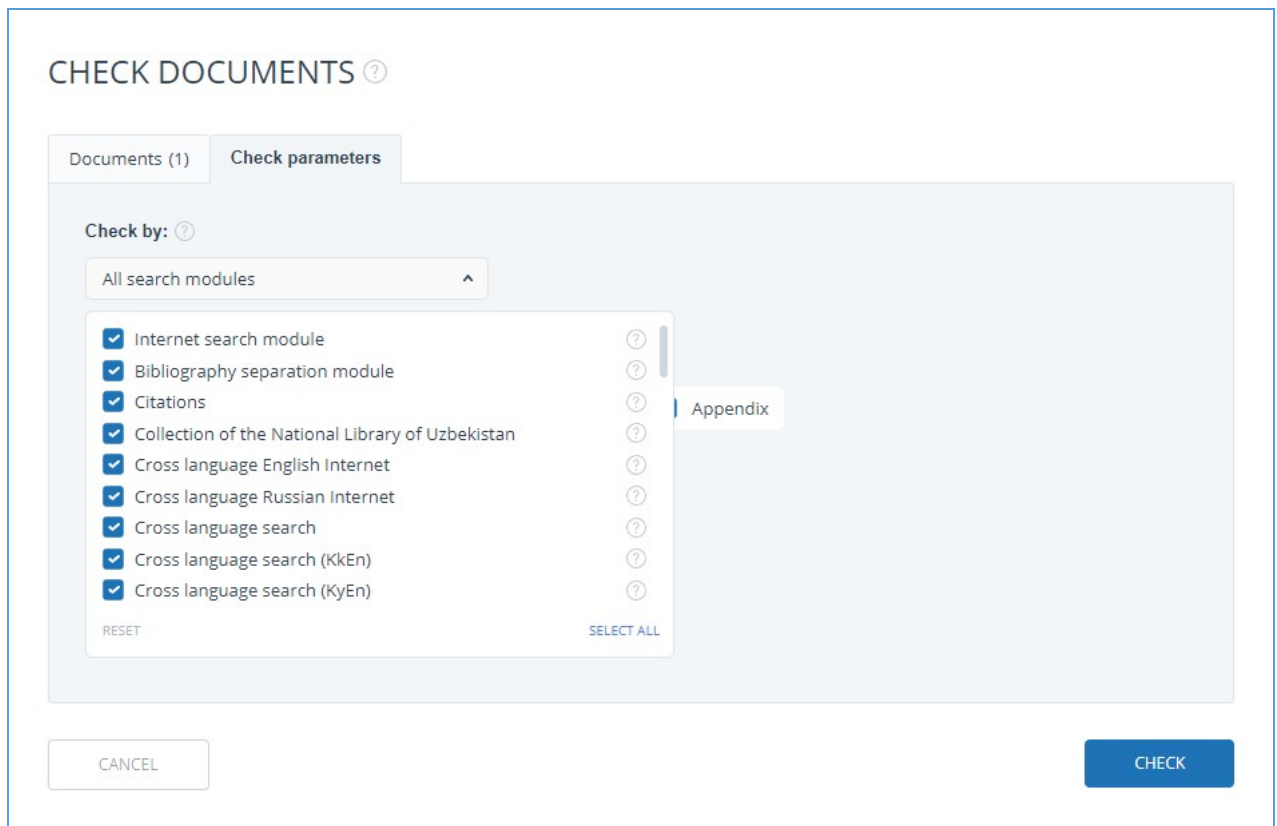 CHECK DOCUMENTS ?
Documents (1) Check parameters
Check by: ?
All search modules
Internet search module ?
Bibliography separation module ?
Citations ?
Appendix
Collection of the National Library of Uzbekistan ?
Cross language English Internet ?
Cross language Russian Internet ?
Cross language search ?
Cross language search (KkEn) ?
Cross language search (KyEn) ?
RESET SELECT ALL
CANCEL CHECK